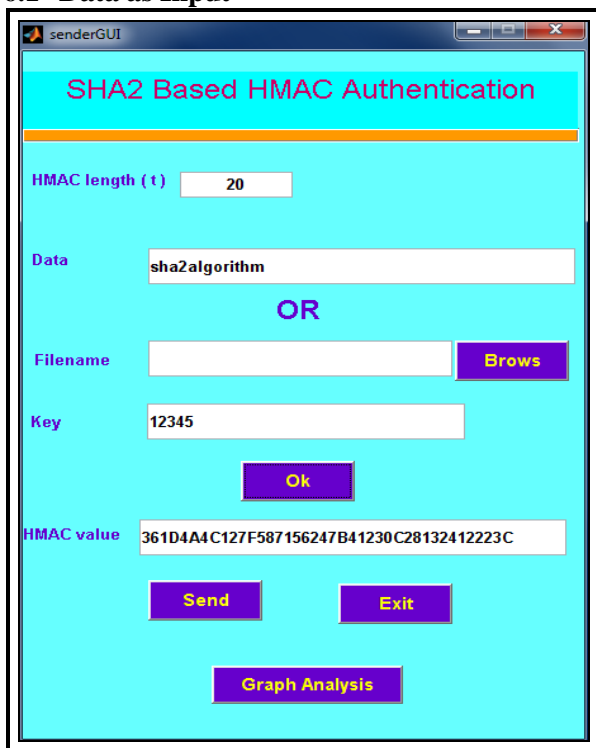 senderGUI
SHA2 Based HMAC Authentication
HMAC length ( t ) 20
Data sha2algorithm
OR
Filename Brows
Key 12345
Ok
HMAC value 361D4A4C127F587156247B41230C28132412223C
Send Exit
Graph Analysis